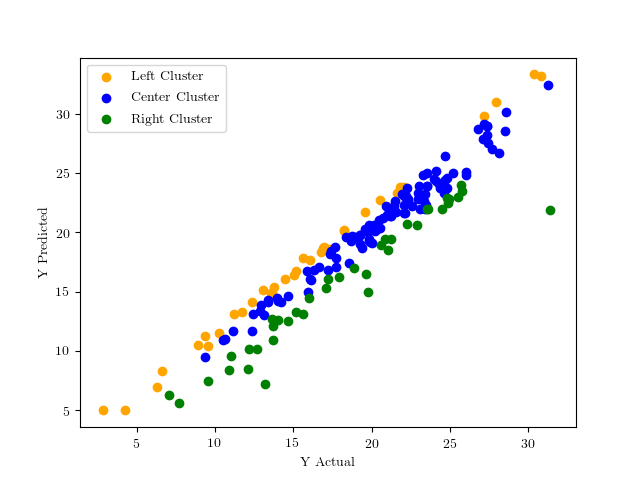 Left Cluster
Center Cluster
Right Cluster
30
25
20
15
10
5
Y Predicted
5 10 15 20 25 30
Y Actual